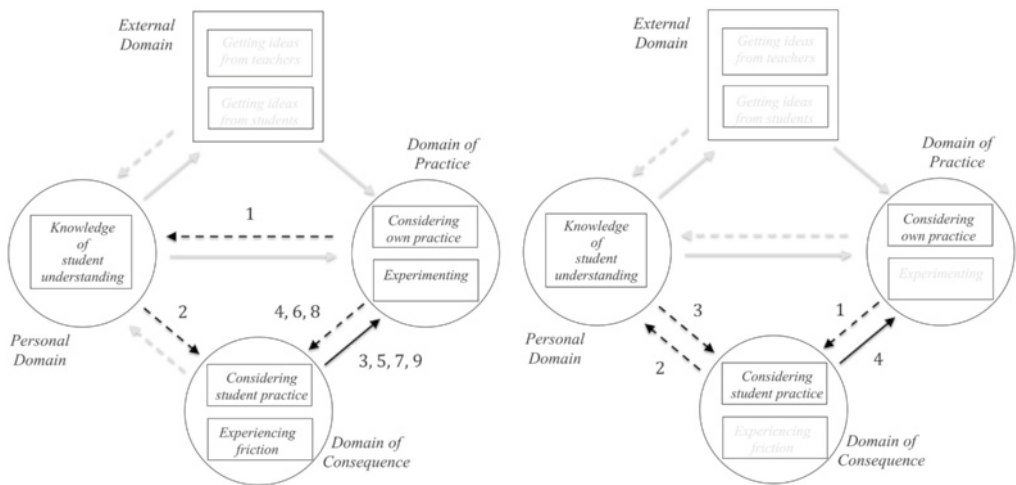 External
Domain
Getting ideas
from teachers
Getting ideas
from students
Domain of
Practice
Knowledge
of
student
understanding
1
Considering
own practice
Experimenting
2
4, 6, 8
3, 5, 7, 9
Personal
Domain
Considering
student practice
Experiencing
friction
Domain of
Consequence
External
Domain
Getting ideas
from teachers
Getting ideas
from students
Domain of
Practice
Knowledge
of
student
understanding
Considering
own practice
Experimenting
3
1
2
4
Personal
Domain
Considering
student practice
Experiencing
friction
Domain of
Consequence